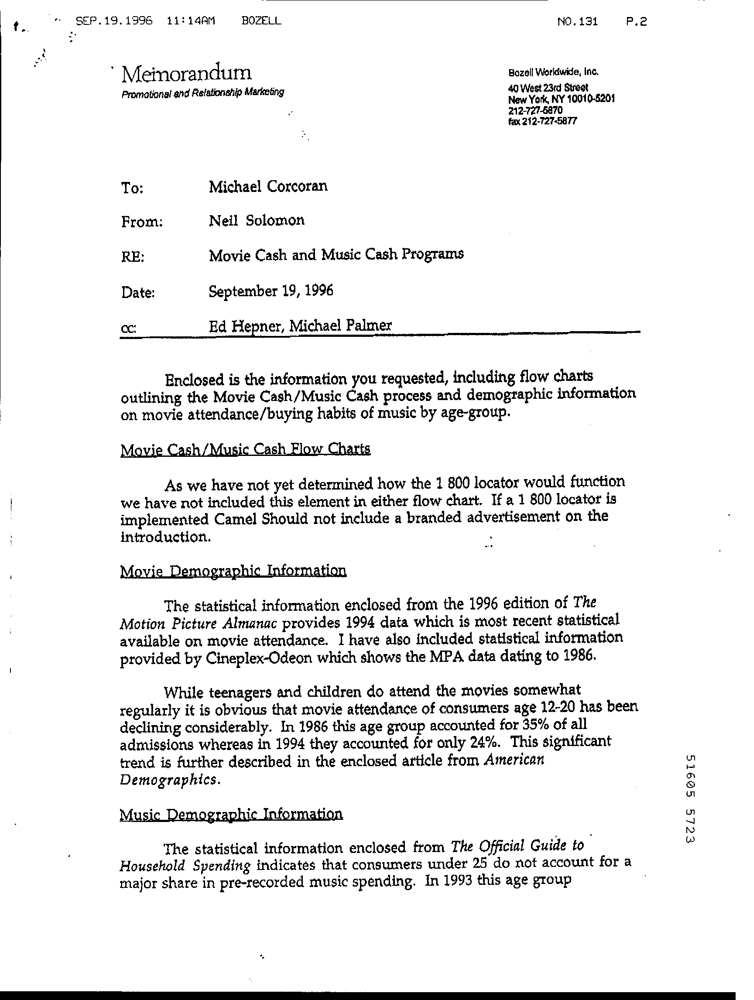 SEP.19.1996 11:14AM BOZELL NO.131 P.2
Memorandum
Promotional and Relationship Marketing
Bozell Worldwide, Inc.
40 West 23rd Street
New York, NY 10010-5201
212-727-5870
fax 212-727-5877
To: Michael Corcoran
From: Neil Solomon
RE: Movie Cash and Music Cash Programs
Date: September 19, 1996
cc: Ed Hepner, Michael Palmer
Enclosed is the information you requested, including flow charts
outlining the Movie Cash/Music Cash process and demographic information
on movie attendance/buying habits of music by age-group.
Movie Cash/Music Cash Flow Charts
As we have not yet determined how the 1 800 locator would function
we have not included this element in either flow chart. If a 1 800 locator is
implemented Camel Should not include a branded advertisement on the
introduction.
Movie Demographic Information
The statistical information enclosed from the 1996 edition of The
Motion Picture Almanac provides 1994 data which is most recent statistical
available on movie attendance. I have also included statistical information
provided by Cineplex-Odeon which shows the MPA data dating to 1986.
While teenagers and children do attend the movies somewhat
regularly it is obvious that movie attendance of consumers age 12-20 has been
declining considerably. In 1986 this age group accounted for 35% of all
admissions whereas in 1994 they accounted for only 24%. This significant
trend is further described in the enclosed article from American
Demographics.
Music Demographic Information
The statistical information enclosed from The Official Guide to
Household Spending indicates that consumers under 25 do not account for a
major share in pre-recorded music spending. In 1993 this age group
51605 5723